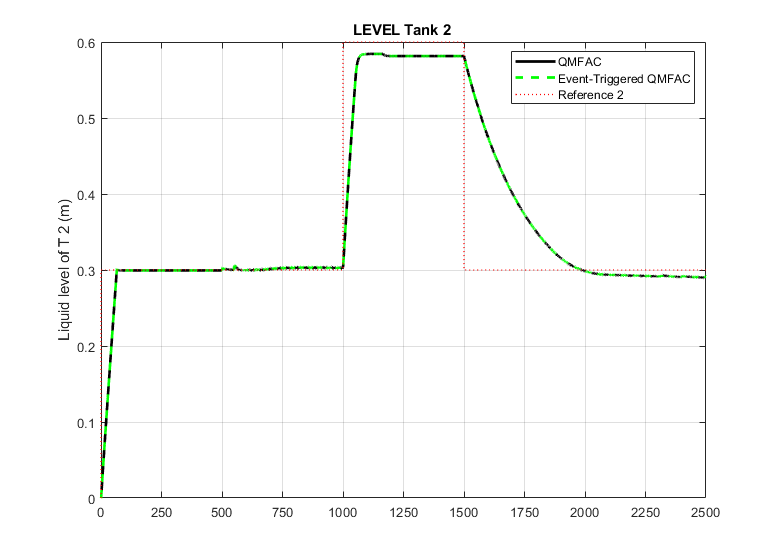 LEVEL Tank 2
QMFAC
Event-Triggered QMFAC
Reference 2
Liquid level of T 2 (m)
0.6
0.5
0.4
0.3
0.2
0.1
0
0 250 500 750 1000 1250 1500 1750 2000 2250 2500